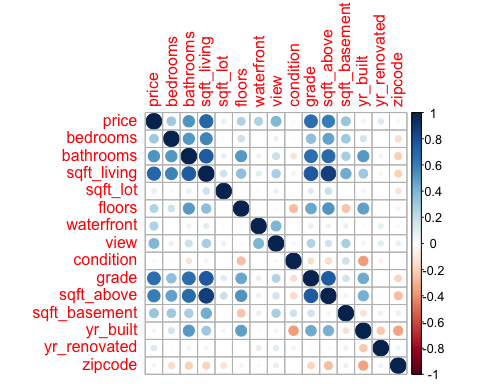 price
bedrooms
bathrooms
sqft_living
sqft_lot
floors
waterfront
view
condition
grade
sqft_above
sqft_basement
yr_built
yr_renovated
zipcode
price
bedrooms
bathrooms
sqft_living
sqft_lot
floors
waterfront
view
condition
grade
sqft_above
sqft_basement
yr_built
yr_renovated
zipcode
1
0.8
0.6
0.4
0.2
0
-0.2
-0.4
-0.6
-0.8
-1